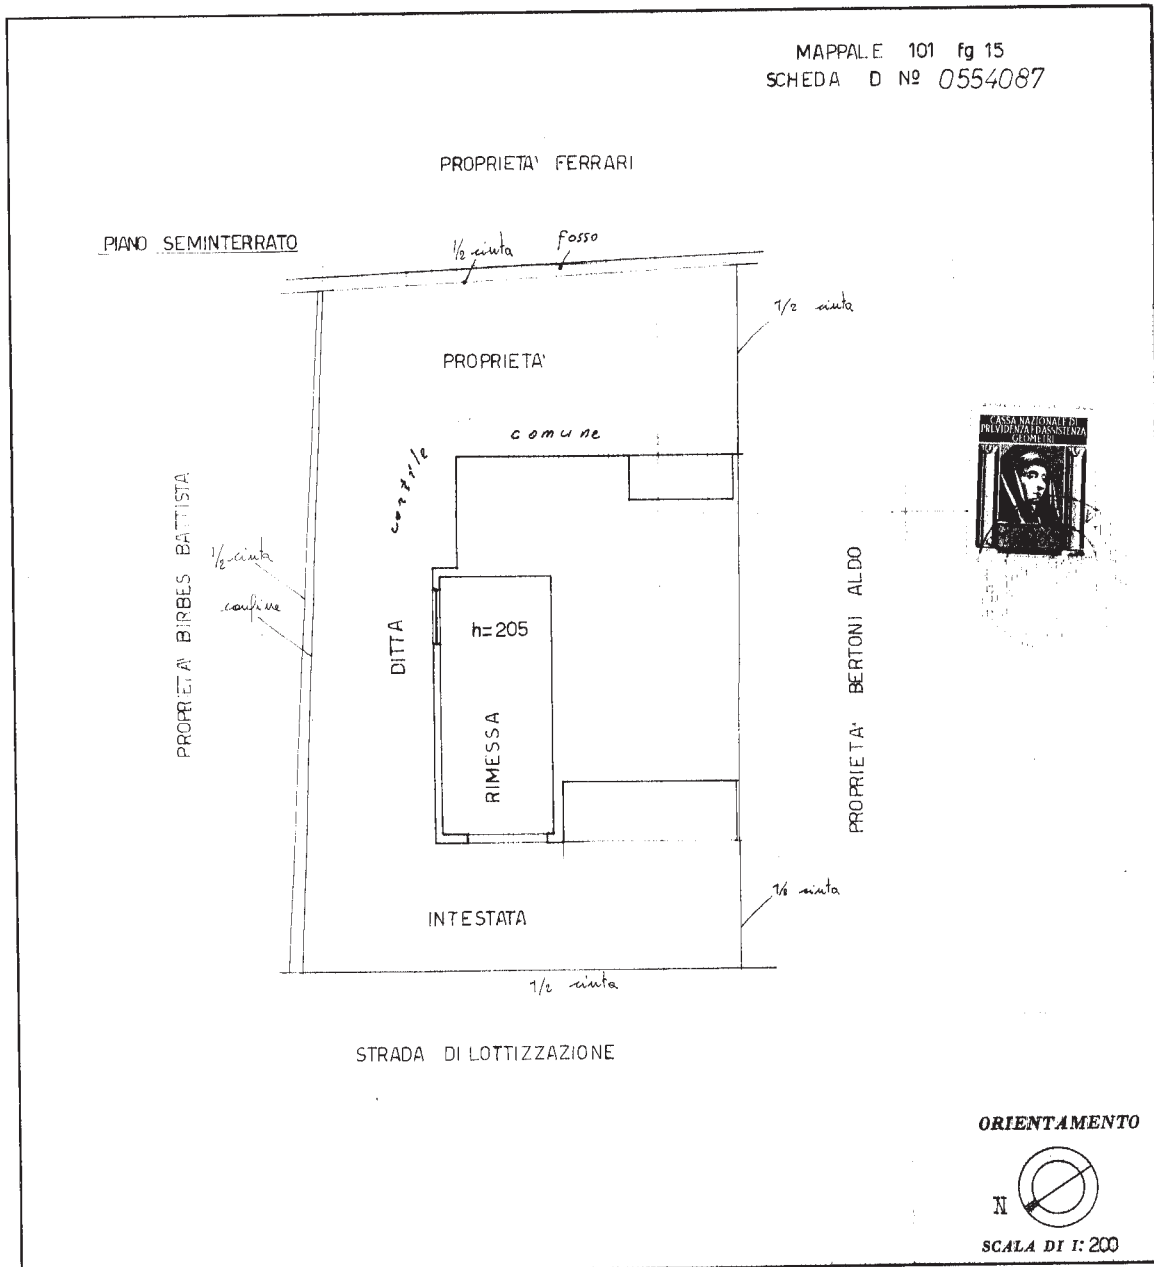 MAPPALE 101 fg 15
SCHEDA D Nº 0554087
PROPRIETA' FERRARI
PIANO SEMINTERRATO
1/2 cinta
Fosso
1/2 cinta
PROPRIETA'
comune
cortile
CASSA NAZIONALE DI
PREVIDENZA ED ASSISTENZA
GEOMETRI
PROPRIETA' BIRBES BATTISTA
1/2 cinta
confine
DITTA
h=205
RIMESSA
PROPRIETA' BERTONI ALDO
1/2 cinta
INTESTATA
1/2 cinta
STRADA DI LOTTIZZAZIONE
ORIENTAMENTO
N
SCALA DI 1: 200